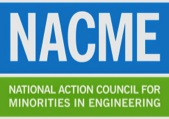 NACME
NATIONAL ACTION COUNCIL FOR
MINORITIES IN ENGINEERING